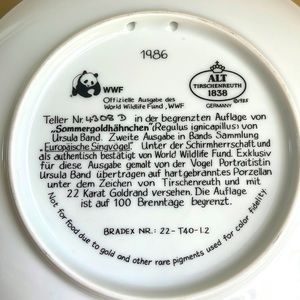 1986
WWF
ALT
TIRSCHENREUTH
1838
GERMANY
Offizielle Ausgabe des
World Wildlife Fund, WWF
Teller Nr. 4308 D in der begrenzten Auflage von
„Sommergoldhähnchen" (Regulus ignicapillus) von
Ursula Band. Zweite Ausgabe in Bands Sammlung
„Europäische Singvögel". Unter der Schirmherrschaft und
als authentisch bestätigt von World Wildlife Fund. Exklusiv
für diese Ausgabe gemalt von der Vogel Portraitistin
Ursula Band übertragen auf hartgebranntes Porzellan
unter dem Zeichen von Tirschenreuth und mit
22 Karat Goldrand versehen. Die Auflage
ist auf 100 Brenntage begrenzt.
BRADEX NR.: 22-T40-1.2
Not for food due to gold and other rare pigments used for color fidelity.